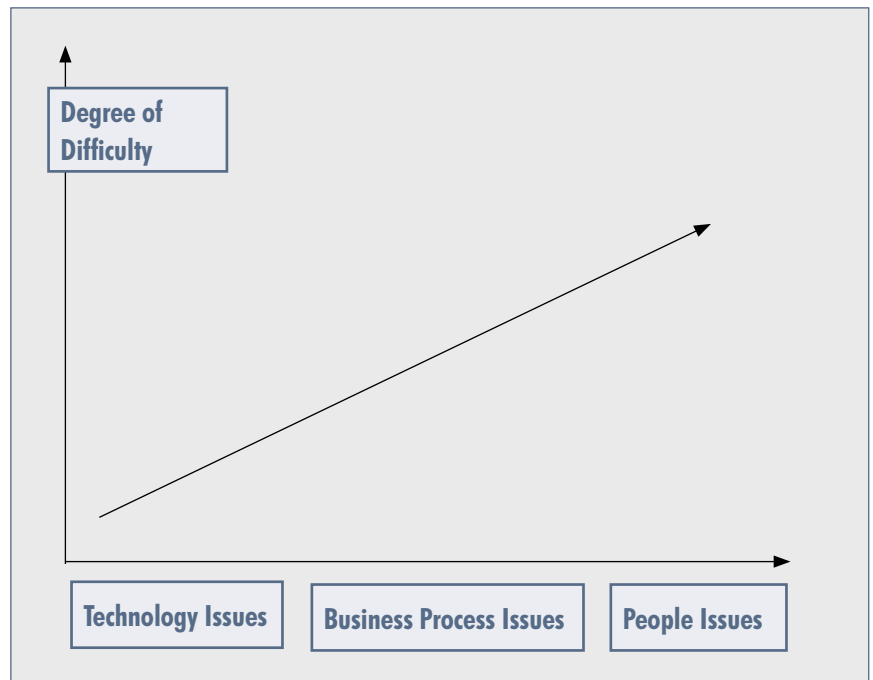 Degree of
Difficulty
Technology Issues
Business Process Issues
People Issues